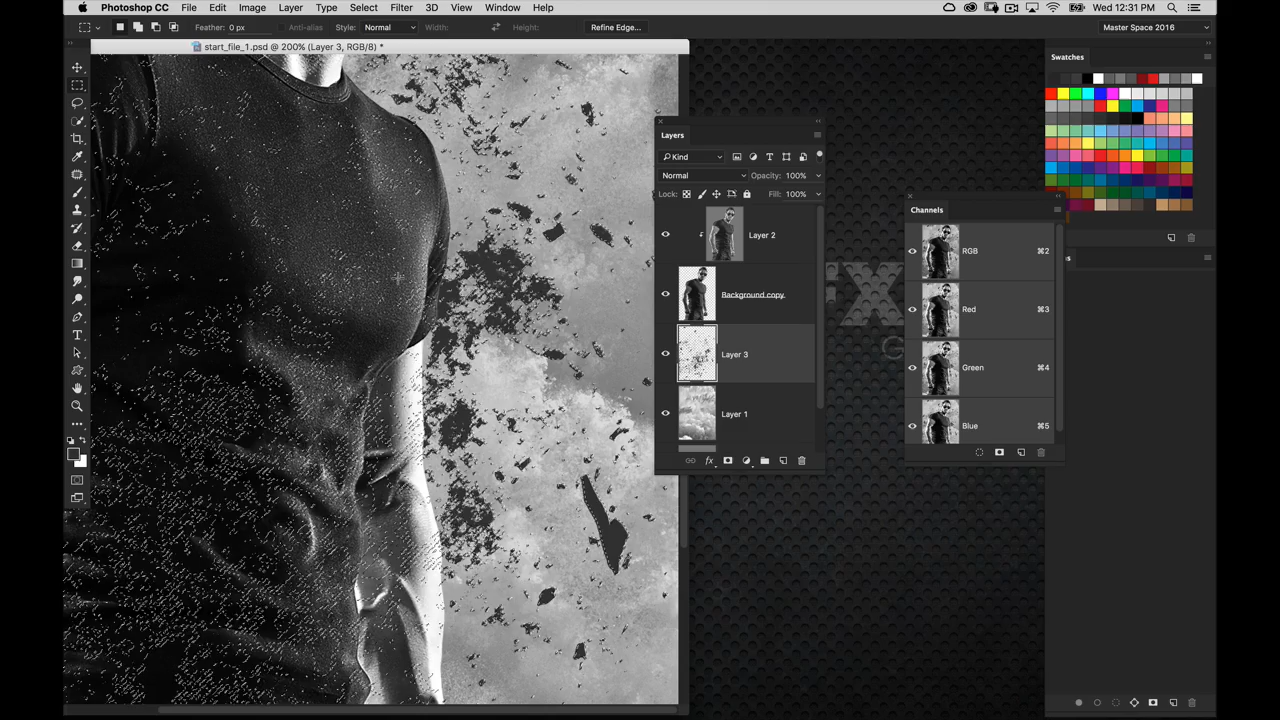 Photoshop CC File Edit Image Layer Type Select Filter 3D View Window Help Wed 12:31 PM
Feather: 0 px Anti-alias Style: Normal Width: Height: Refine Edge... Master Space 2016
start_file_1.psd @ 200% (Layer 3, RGB/8) *
Swatches
Layers
Kind
Normal Opacity: 100%
Lock: Fill: 100%
Layer 2
Background copy
Layer 3
Layer 1
fx
Channels
RGB ⌘2
Red ⌘3
Green ⌘4
Blue ⌘5